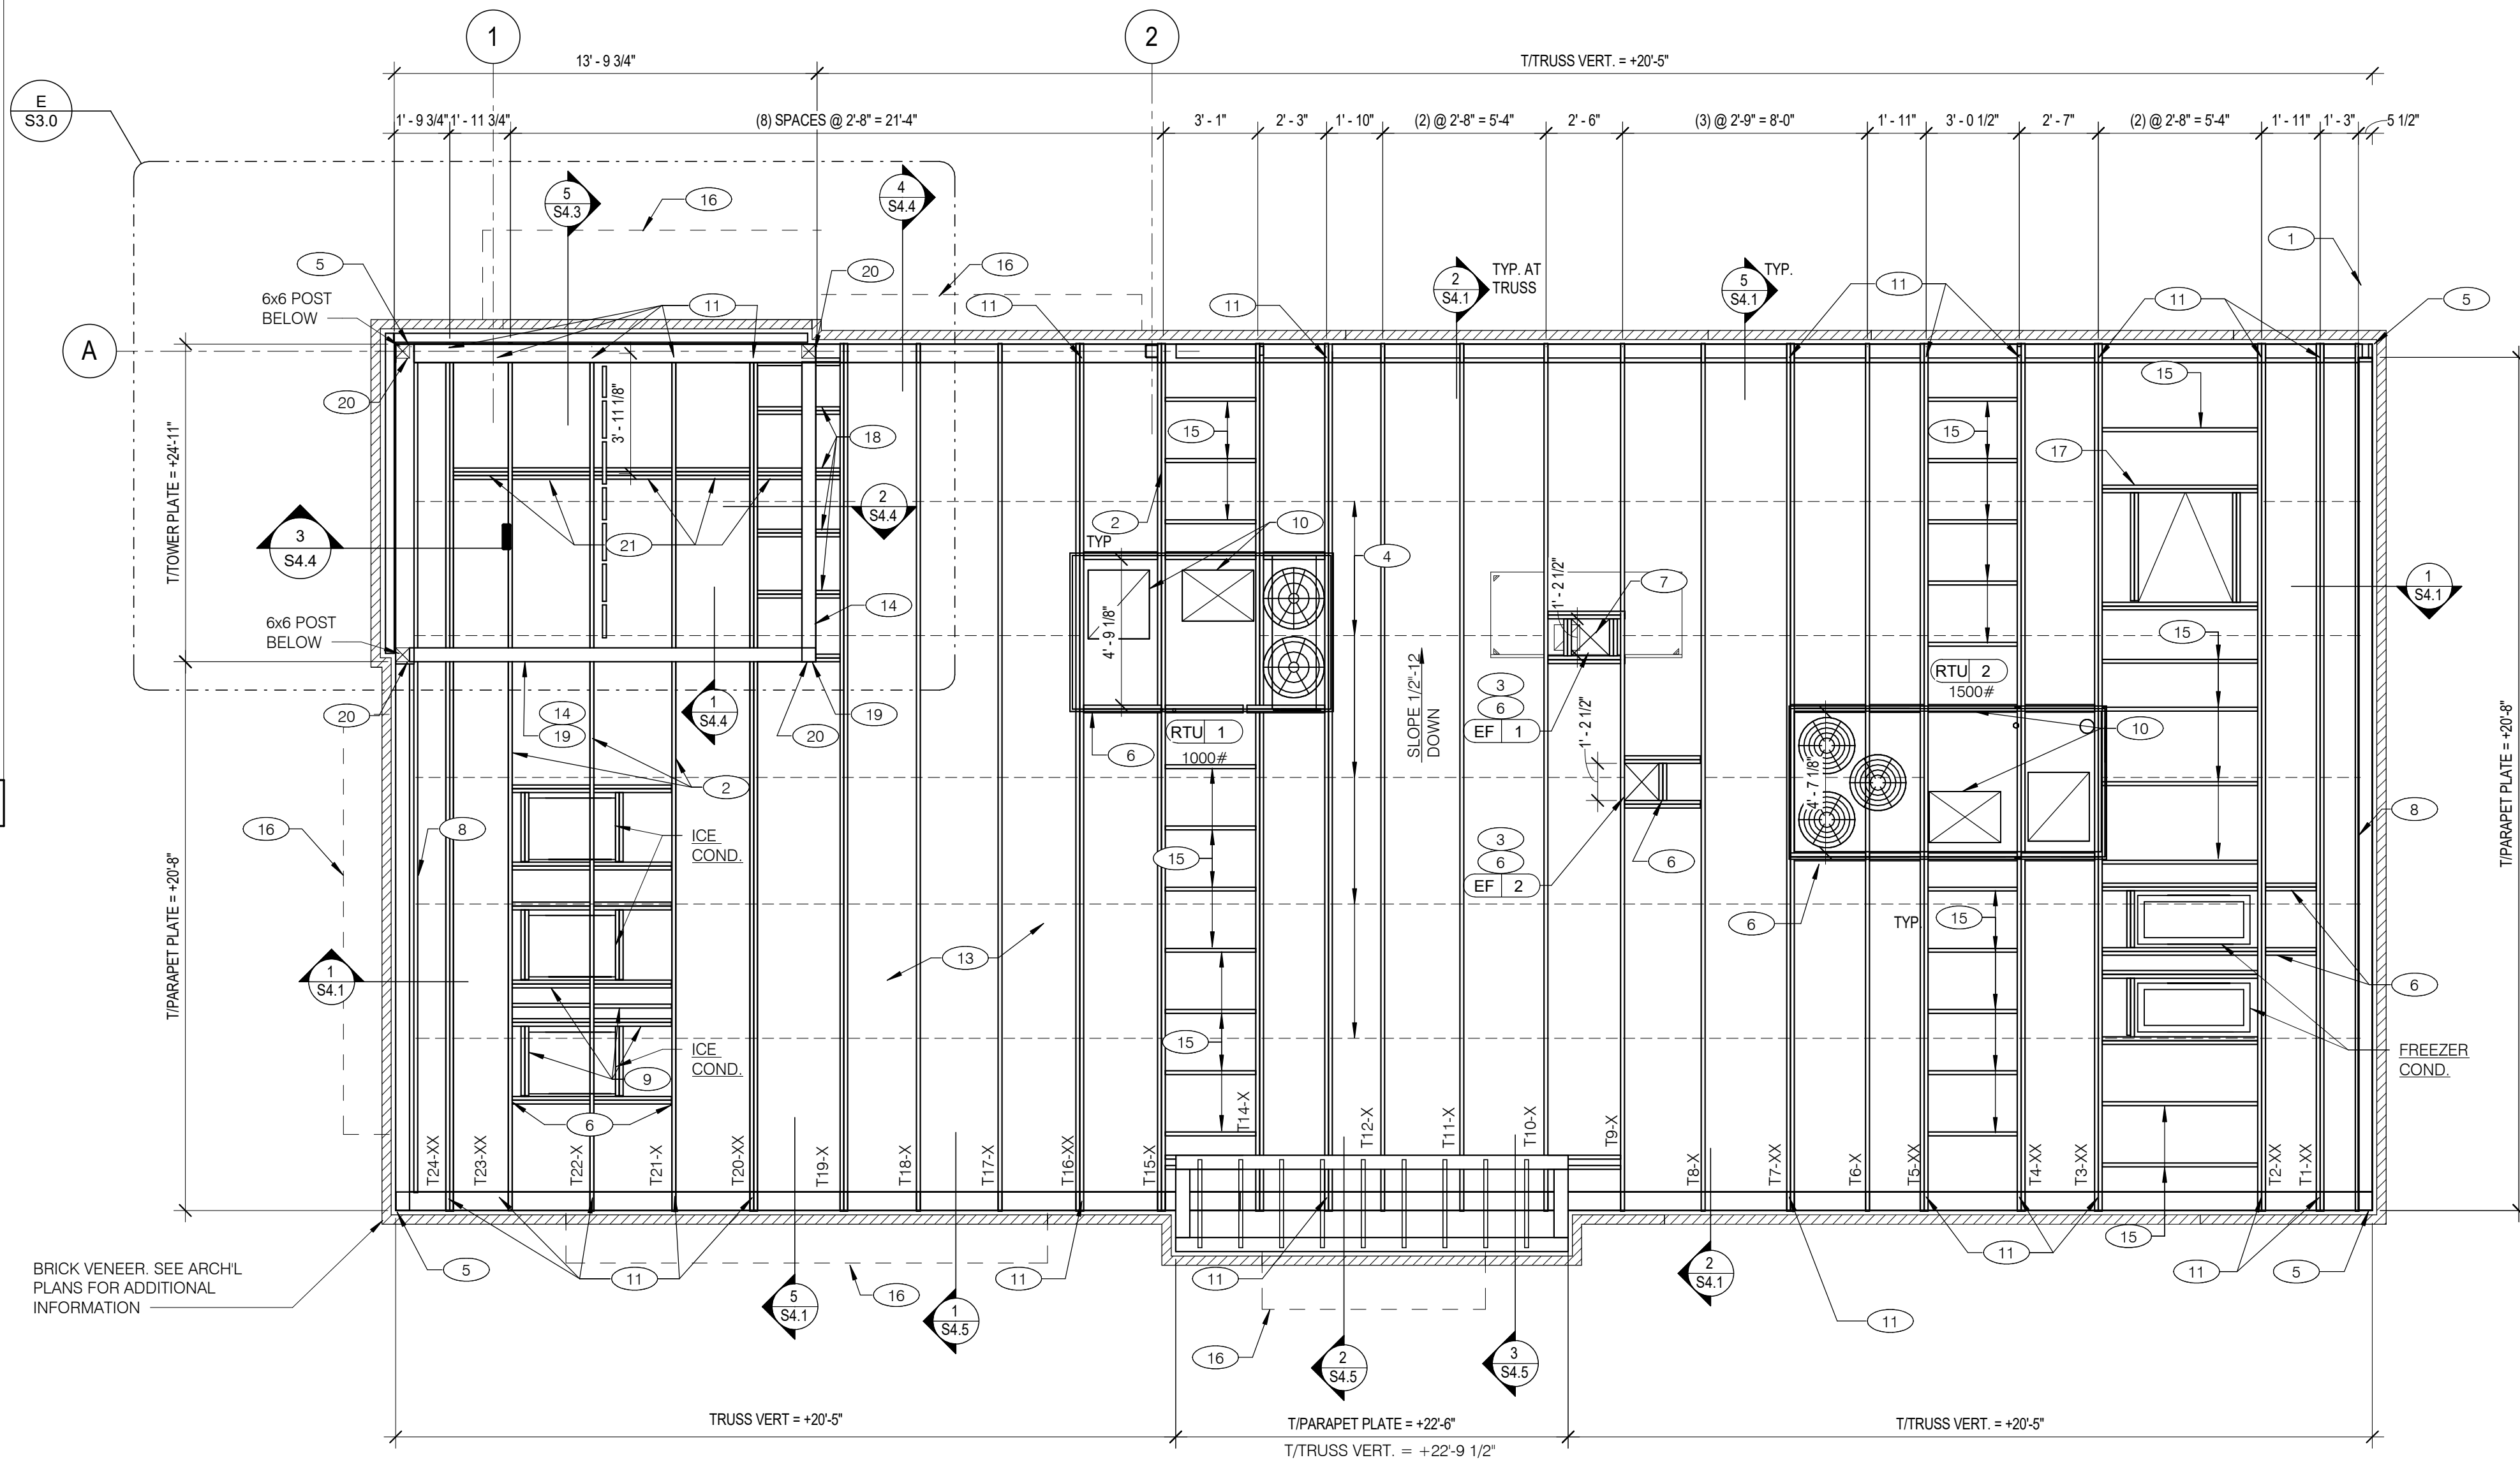 1
2
13' - 9 3/4"
T/TRUSS VERT. = +20'-5"
E
S3.0
1' - 9 3/4"
1' - 11 3/4"
(8) SPACES @ 2'-8" = 21'-4"
3' - 1"
2' - 3"
1' - 10"
(2) @ 2'-8" = 5'-4"
2' - 6"
(3) @ 2'-9" = 8'-0"
1' - 11"
3' - 0 1/2"
2' - 7"
(2) @ 2'-8" = 5'-4"
1' - 11"
1' - 3"
5 1/2"
5
S4.3
16
4
S4.4
1
5
20
16
2
S4.1
TYP. AT
TRUSS
5
S4.1
TYP.
11
11
5
6x6 POST
BELOW
11
11
11
A
20
3' - 11 1/8"
15
15
15
18
17
T/TOWER PLATE = +24'-11"
2
S4.4
2
TYP
10
3
S4.4
21
4
1' - 2 1/2"
7
1
S4.1
14
6x6 POST
BELOW
4' - 9 1/8"
15
SLOPE 1/2"-12
DOWN
RTU 2
1500#
3
6
EF 1
20
14
19
1
S4.4
20
19
RTU 1
1000#
6
1' - 2 1/2"
10
T/PARAPET PLATE = +20'-8"
2
4' - 7 1/8"
16
8
ICE
COND.
8
15
3
6
EF 2
6
T/PARAPET PLATE = +20'-8"
6
TYP.
15
13
1
S4.1
6
15
ICE
COND.
9
FREEZER
COND.
6
T24-XX
T23-XX
T22-X
T21-X
T20-XX
T19-X
T18-X
T17-X
T16-XX
T15-X
T14-X
T12-X
T11-X
T10-X
T9-X
T8-X
T7-XX
T6-X
T5-XX
T4-XX
T3-XX
T2-XX
T1-XX
BRICK VENEER. SEE ARCH'L
PLANS FOR ADDITIONAL
INFORMATION
5
11
5
S4.1
16
1
S4.5
11
11
16
2
S4.5
3
S4.5
2
S4.1
11
11
15
11
5
TRUSS VERT = +20'-5"
T/PARAPET PLATE = +22'-6"
T/TRUSS VERT. = +22'-9 1/2"
T/TRUSS VERT. = +20'-5"